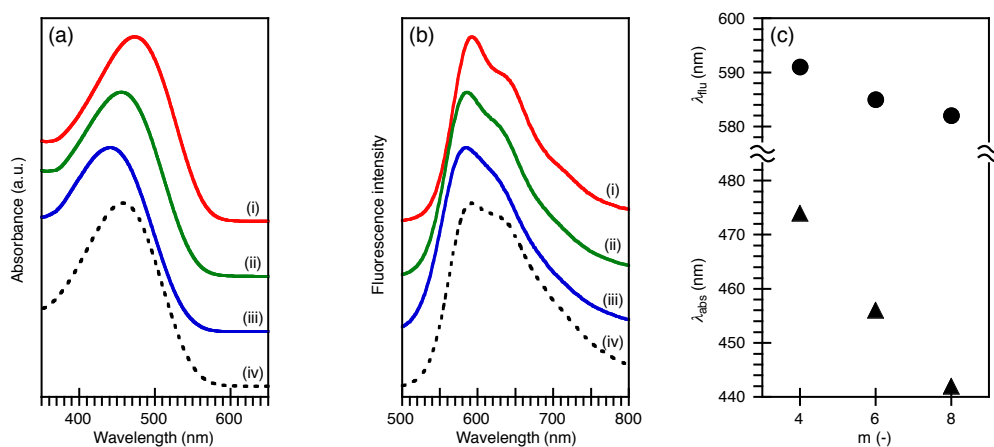 (a)
Absorbance (a.u.)
(i)
(ii)
(iii)
(iv)
400
500
600
Wavelength (nm)
(b)
Fluorescence intensity
(i)
(ii)
(iii)
(iv)
500
600
700
800
Wavelength (nm)
(c)
600
590
580
λflu (nm)
480
470
460
450
440
λabs (nm)
4
6
8
m (-)